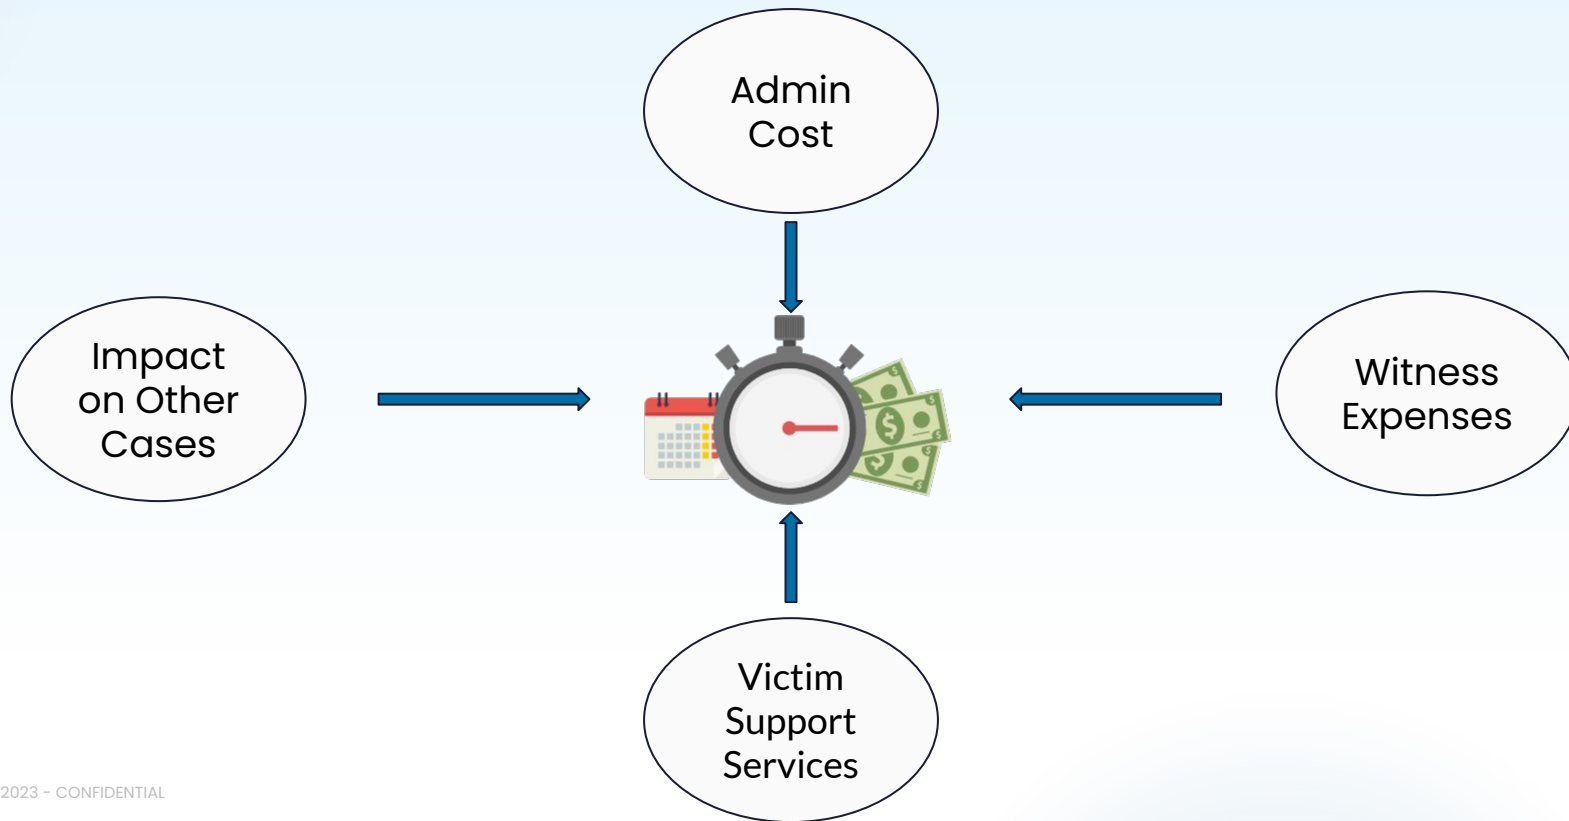 Admin
Cost
Impact
on Other
Cases
Witness
Expenses
Victim
Support
Services
2023 - CONFIDENTIAL